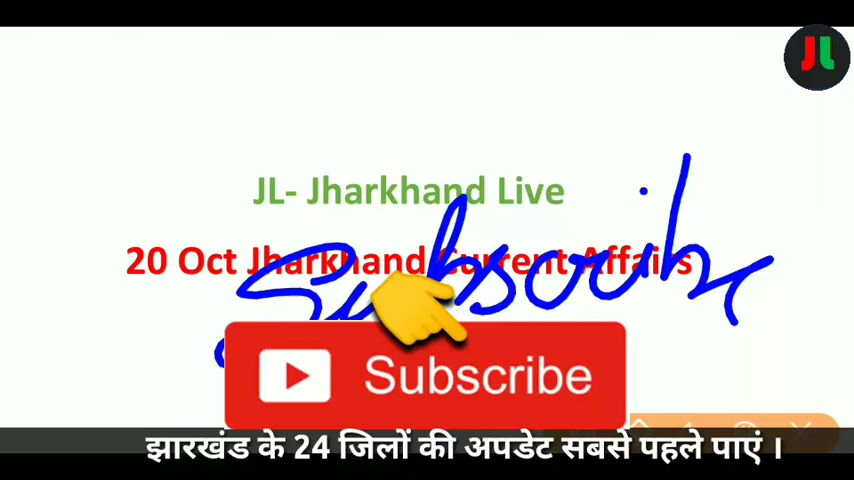 JL
JL- Jharkhand Live
20 Oct Jharkhand Current Affairs
Subscribe
Subscribe
झारखंड के 24 जिलों की अपडेट सबसे पहले पाएं ।